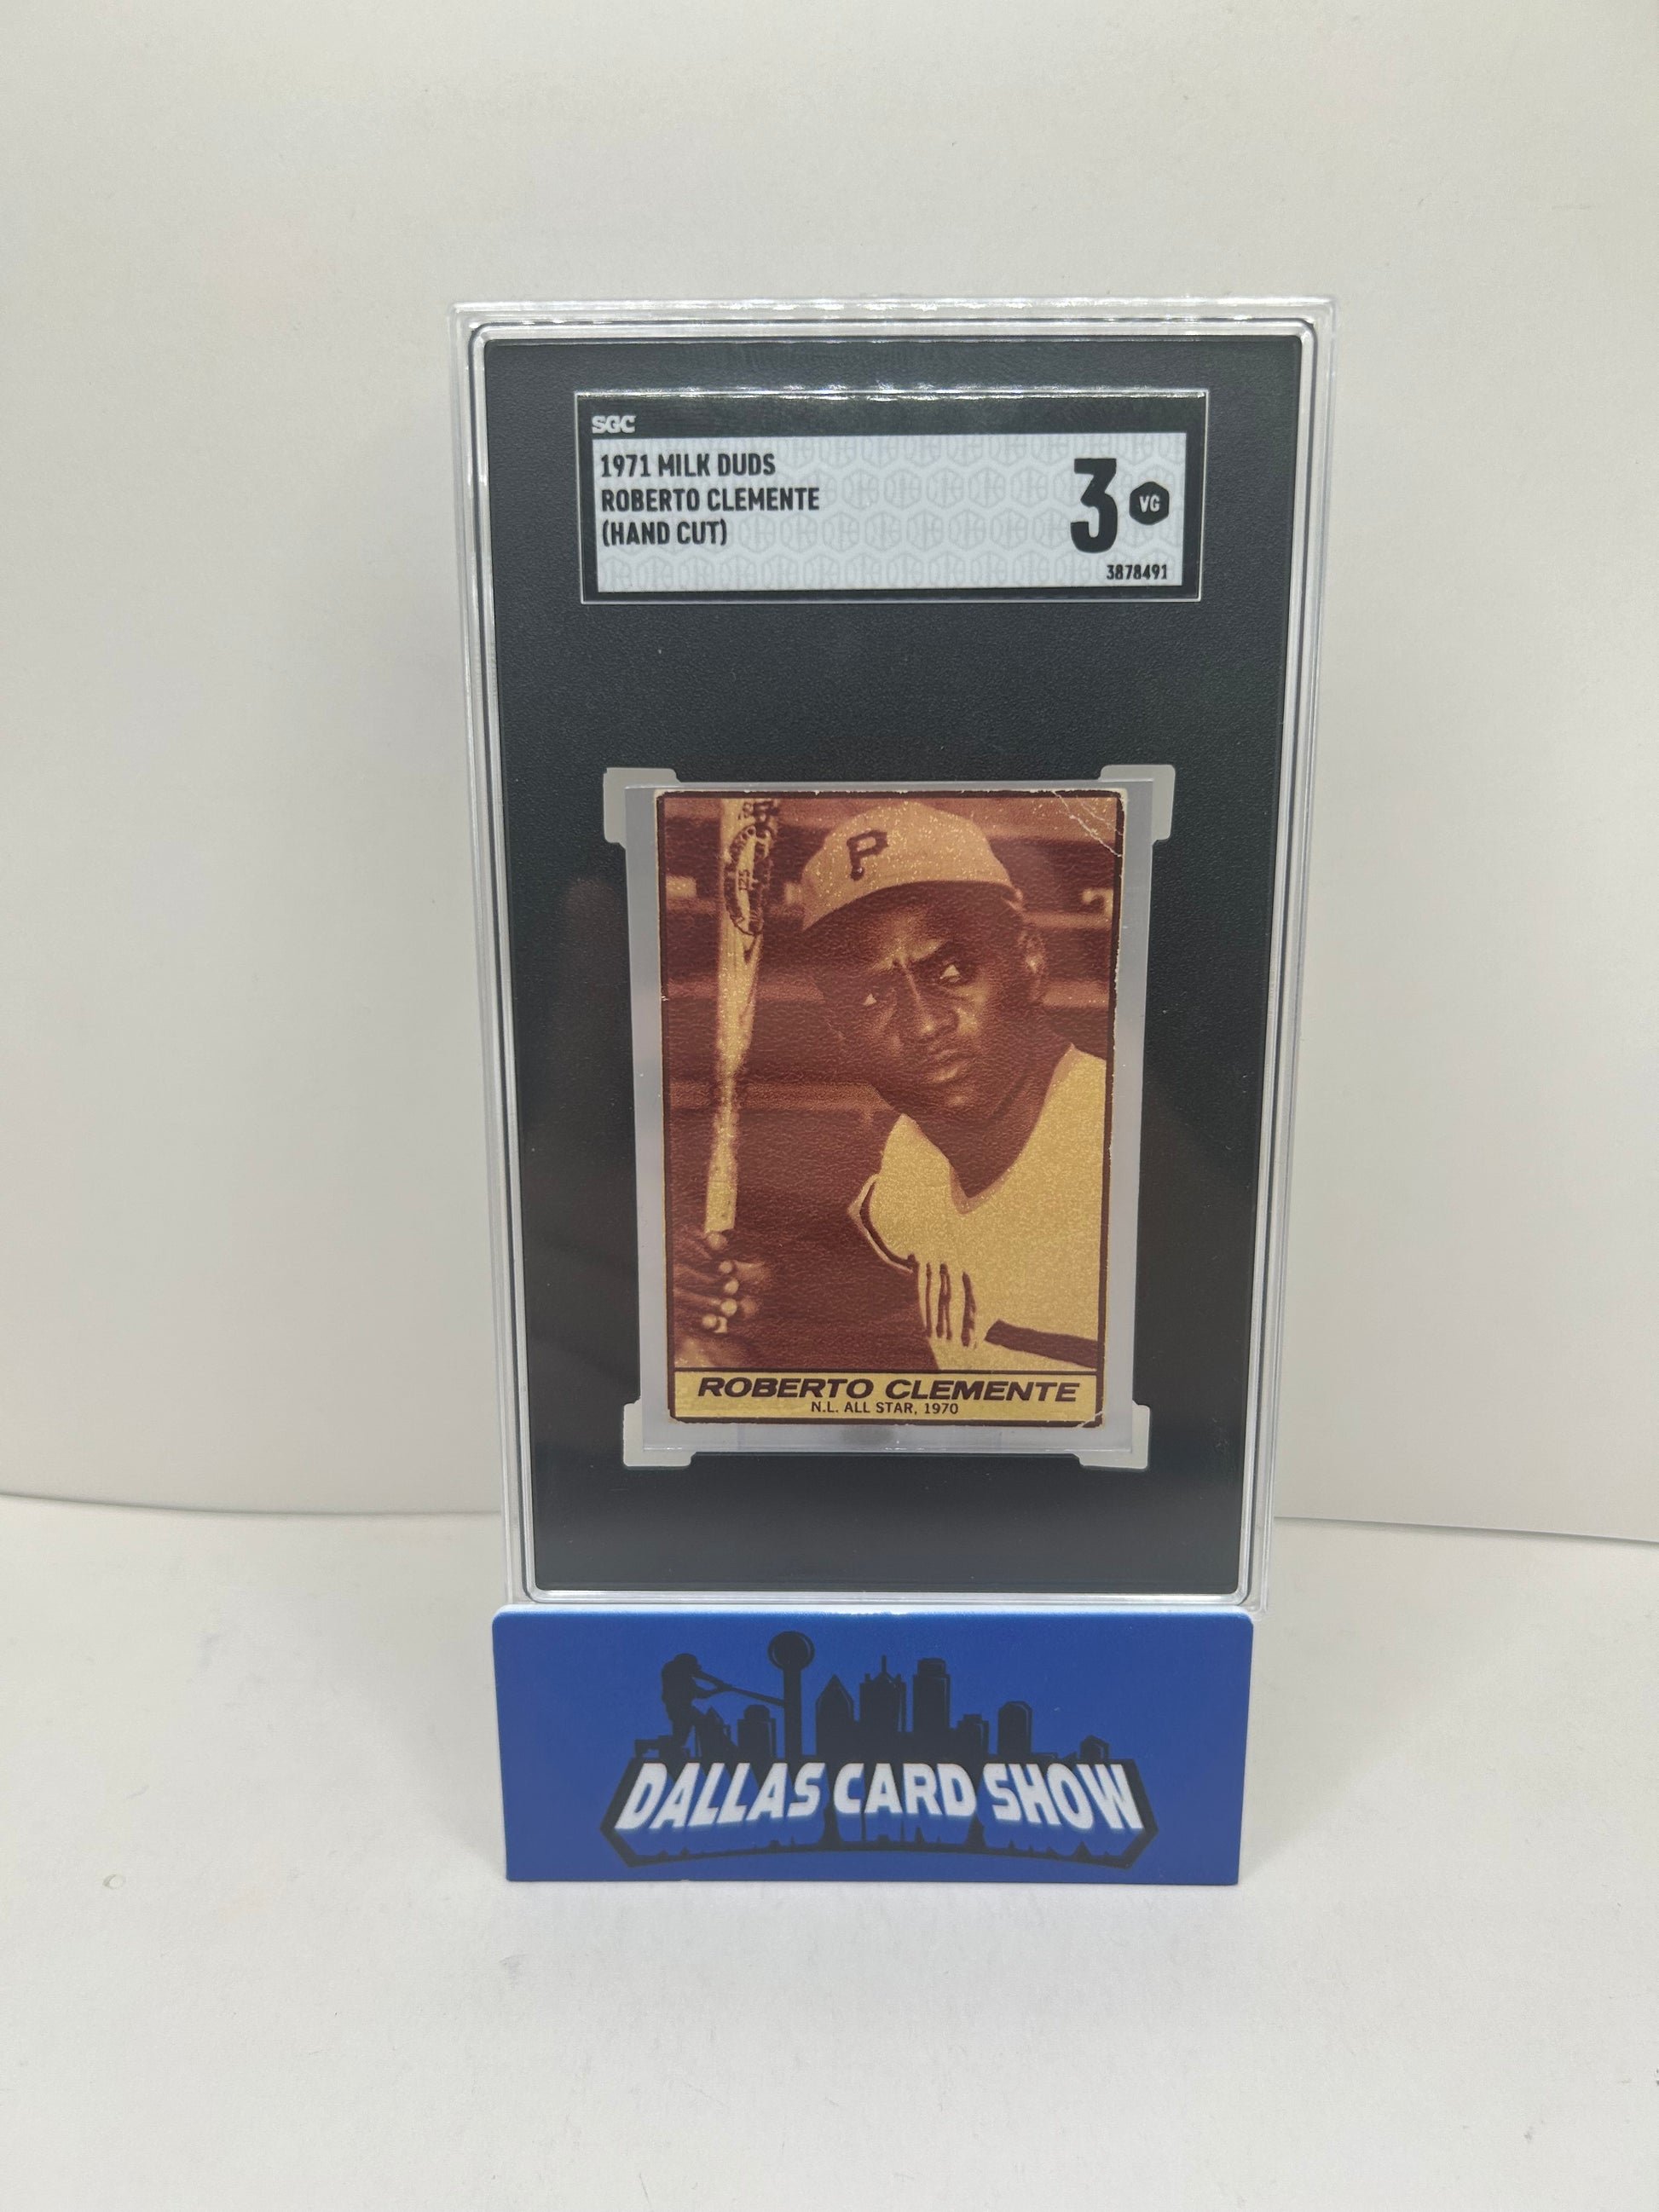 SGC
1971 MILK DUDS
ROBERTO CLEMENTE
(HAND CUT)
3 VG
3878491
P
125
ROBERTO CLEMENTE
N.L. ALL STAR, 1970
DALLAS CARD SHOW